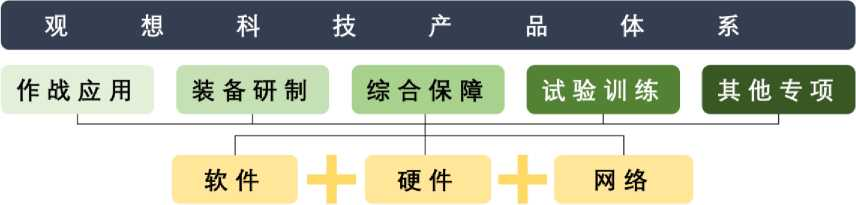 观想科技产品体系
作战应用 装备研制 综合保障 试验训练 其他专项
软件 + 硬件 + 网络